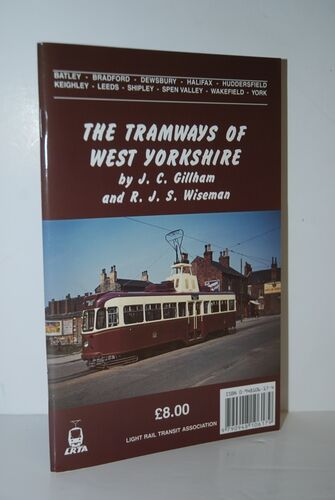 BATLEY - BRADFORD - DEWSBURY - HALIFAX - HUDDERSFIELD
KEIGHLEY - LEEDS - SHIPLEY - SPEN VALLEY - WAKEFIELD - YORK
THE TRAMWAYS OF
WEST YORKSHIRE
by J. C. Gillham
and R. J. S. Wiseman
£8.00
LIGHT RAIL TRANSIT ASSOCIATION
LRTA